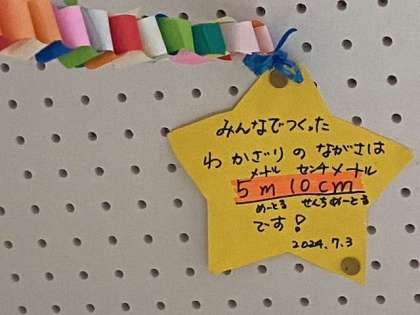 みんなでつくった
わかざりのながさは
メートル センチメートル
5m 10cm
めーとる せんちめーとる
です!
2024.7.3